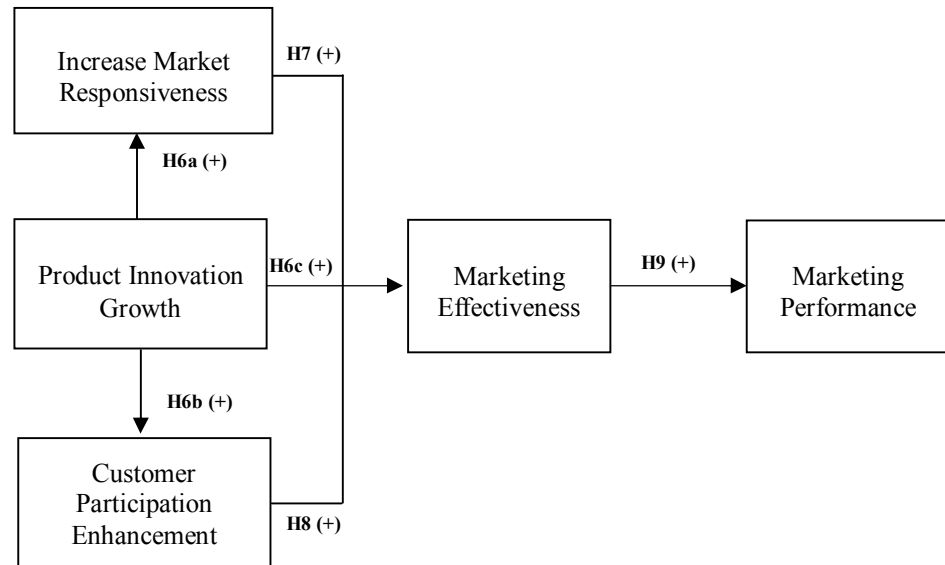 Increase Market
Responsiveness
H7 (+)
H6a (+)
Product Innovation
Growth
H6c (+)
Marketing
Effectiveness
H9 (+)
Marketing
Performance
H6b (+)
Customer
Participation
Enhancement
H8 (+)